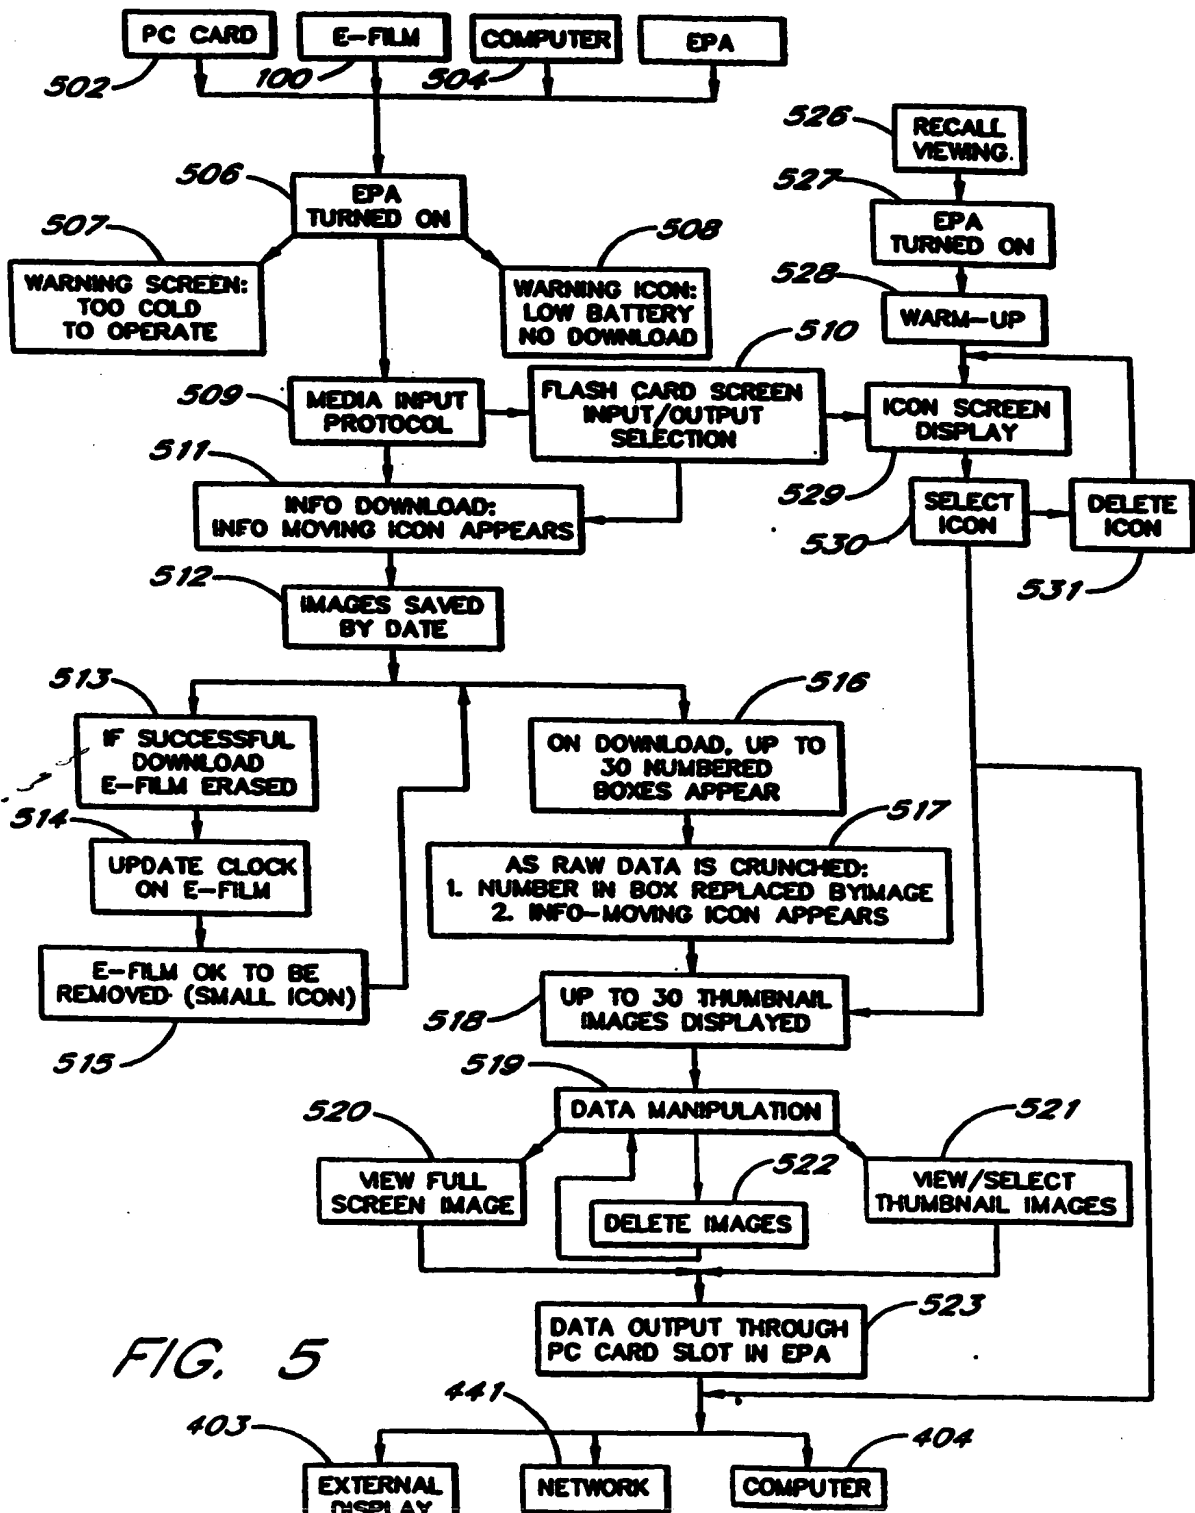 PC CARD
E-FILM
COMPUTER
EPA
502
100
504
526
RECALL
VIEWING.
506
EPA
TURNED ON
527
EPA
TURNED ON
507
WARNING SCREEN:
TOO COLD
TO OPERATE
508
WARNING ICON:
LOW BATTERY
NO DOWNLOAD
528
WARM-UP
509
MEDIA INPUT
PROTOCOL
510
FLASH CARD SCREEN
INPUT/OUTPUT
SELECTION
ICON SCREEN
DISPLAY
529
511
INFO DOWNLOAD:
INFO MOVING ICON APPEARS
SELECT
ICON
530
DELETE
ICON
531
512
IMAGES SAVED
BY DATE
513
IF SUCCESSFUL
DOWNLOAD
E-FILM ERASED
516
ON DOWNLOAD, UP TO
30 NUMBERED
BOXES APPEAR
514
UPDATE CLOCK
ON E-FILM
517
AS RAW DATA IS CRUNCHED:
1. NUMBER IN BOX REPLACED BYIMAGE
2. INFO-MOVING ICON APPEARS
E-FILM OK TO BE
REMOVED (SMALL ICON)
515
518
UP TO 30 THUMBNAIL
IMAGES DISPLAYED
519
DATA MANIPULATION
520
VIEW FULL
SCREEN IMAGE
522
DELETE IMAGES
521
VIEW/SELECT
THUMBNAIL IMAGES
523
DATA OUTPUT THROUGH
PC CARD SLOT IN EPA
FIG. 5
403
EXTERNAL
DISPLAY
441
NETWORK
404
COMPUTER